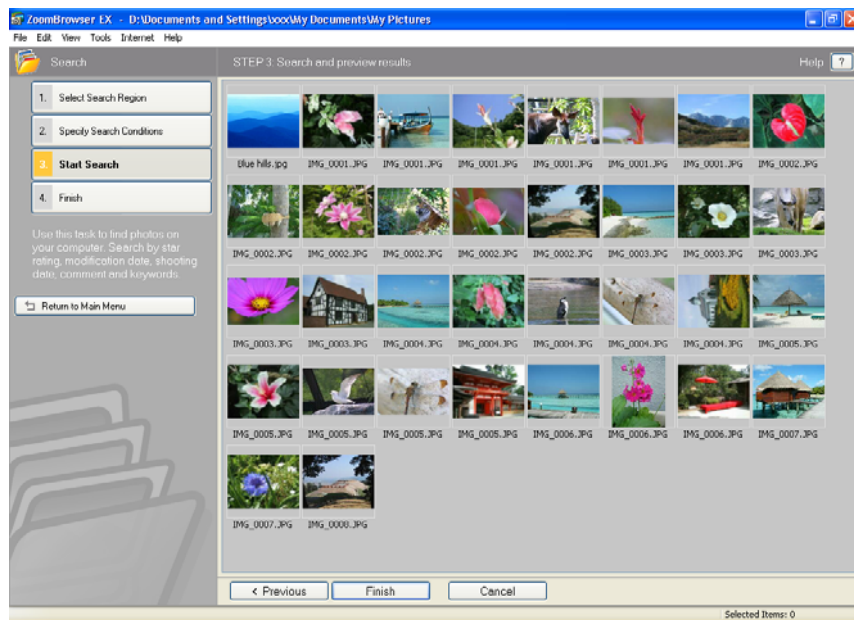 ZoomBrowser EX - D:\Documents and Settings\xxx\My Documents\My Pictures
File Edit View Tools Internet Help
Search
STEP 3: Search and preview results
Help ?
1. Select Search Region
2. Specify Search Conditions
3. Start Search
4. Finish
Use this task to find photos on
your computer. Search by star
rating, modification date, shooting
date, comment and keywords.
Return to Main Menu
Blue hills.jpg IMG_0001.JPG IMG_0001.JPG IMG_0001.JPG IMG_0001.JPG IMG_0001.JPG IMG_0001.JPG IMG_0002.JPG
IMG_0002.JPG IMG_0002.JPG IMG_0002.JPG IMG_0002.JPG IMG_0002.JPG IMG_0003.JPG IMG_0003.JPG IMG_0003.JPG
IMG_0003.JPG IMG_0003.JPG IMG_0004.JPG IMG_0004.JPG IMG_0004.JPG IMG_0004.JPG IMG_0004.JPG IMG_0005.JPG
IMG_0005.JPG IMG_0005.JPG IMG_0005.JPG IMG_0005.JPG IMG_0006.JPG IMG_0006.JPG IMG_0006.JPG IMG_0007.JPG
IMG_0007.JPG IMG_0008.JPG
< Previous Finish Cancel
Selected Items: 0